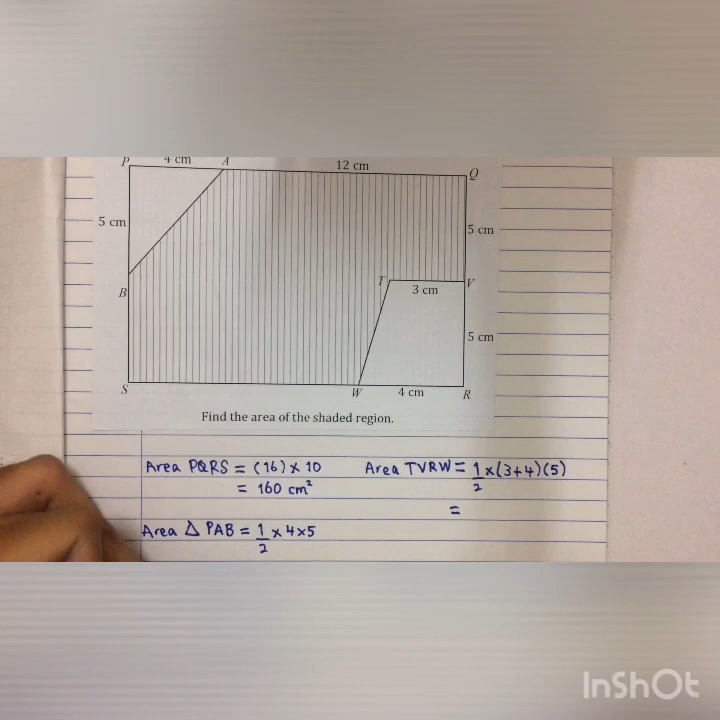 P 4 cm A 12 cm Q
5 cm 5 cm
T V
B 3 cm
5 cm
S W 4 cm R
Find the area of the shaded region.
Area PQRS = (16) × 10 Area TVRW = 1/2 × (3+4)(5)
= 160 cm² =
Area Δ PAB = 1/2 × 4×5
InShOt